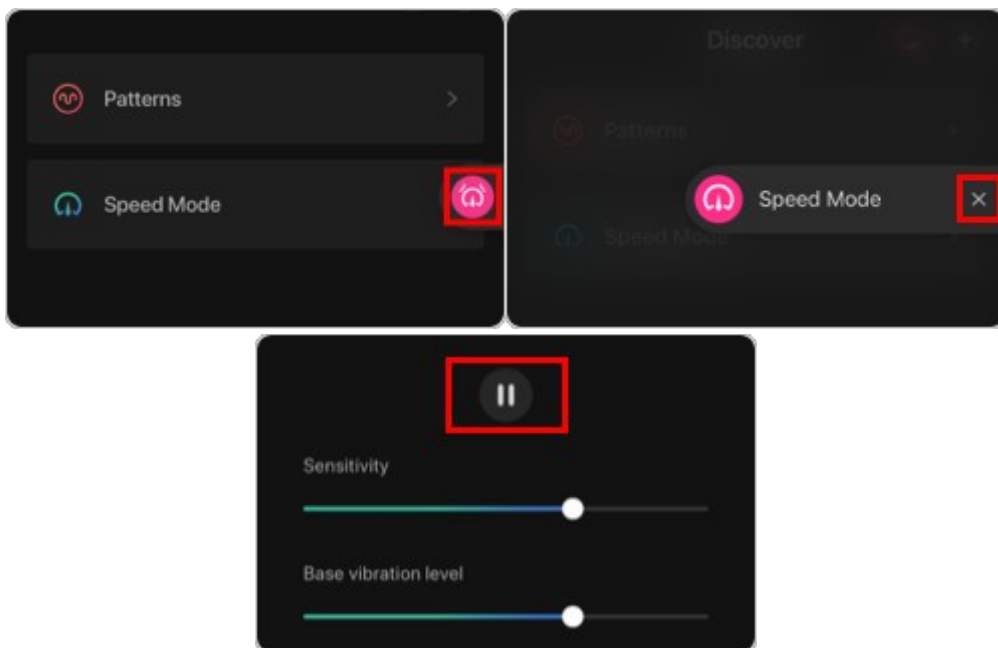 Patterns
Speed Mode
Discover
Patterns
Speed Mode
Speed Mode
Sensitivity
Base vibration level